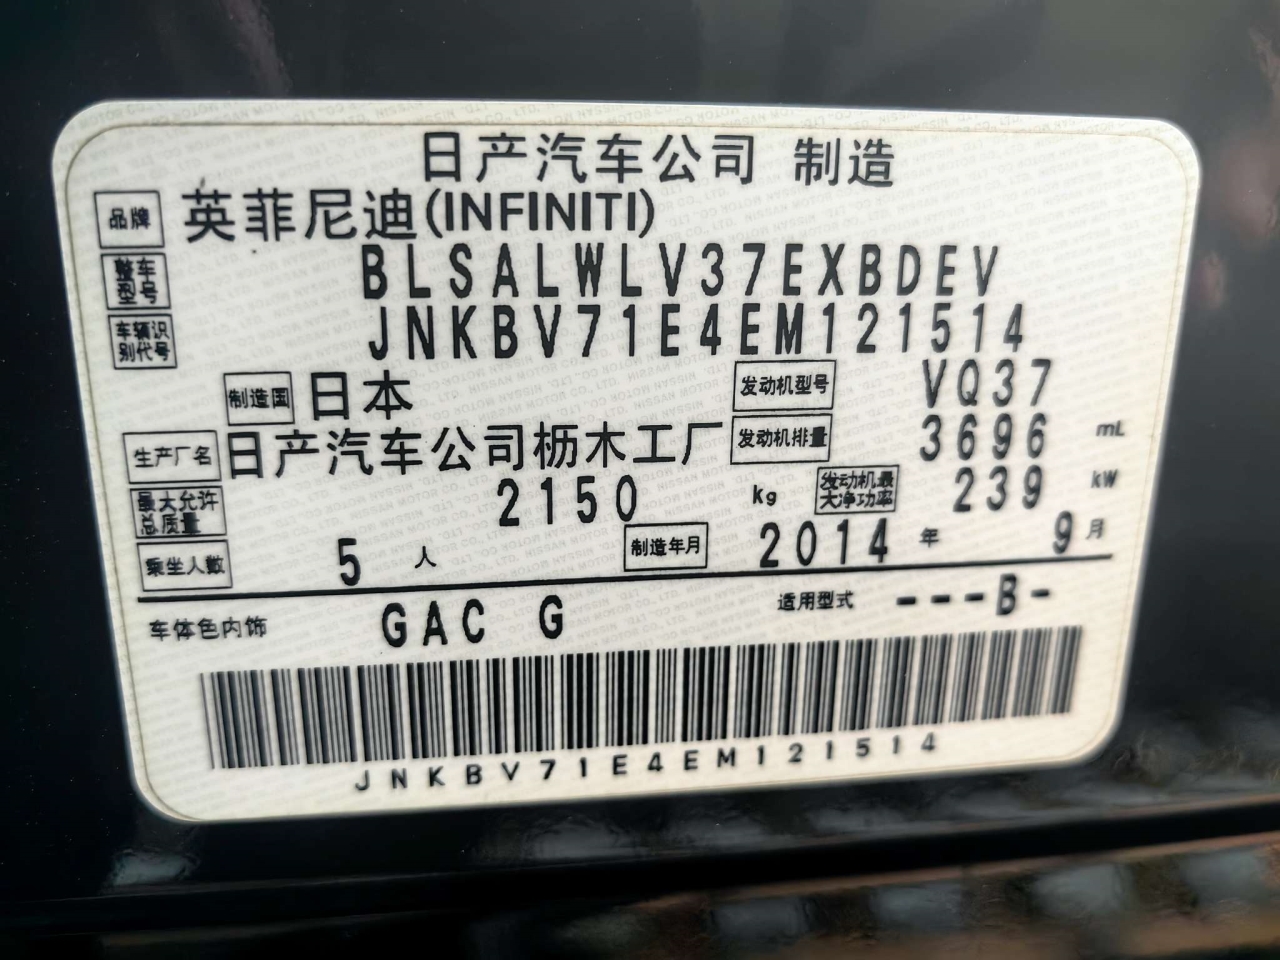 日产汽车公司 制造
品牌 英菲尼迪(INFINITI)
整车型号 BLSALWLV37EXBDEV
车辆识别代号 JNKBV71E4EM121514
制造国 日本 发动机型号 VQ37
生产厂名 日产汽车公司枥木工厂 发动机排量 3696 mL
最大允许总质量 2150 kg 发动机最大净功率 239 kW
乘坐人数 5 人 制造年月 2014 年 9 月
车体色内饰 GAC G 适用型式 ---B-
JNKBV71E4EM121514